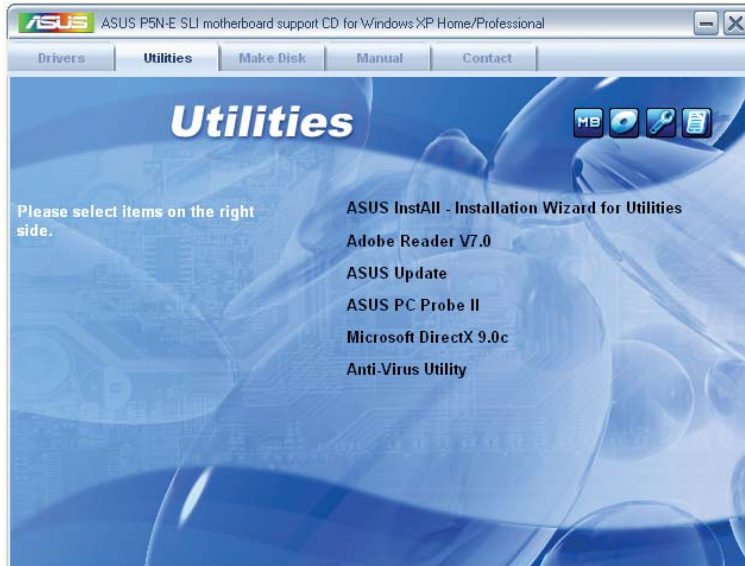 ASUS ASUS P5N-E SLI motherboard support CD for Windows XP Home/Professional
Drivers Utilities Make Disk Manual Contact
Utilities
MB
Please select items on the right
side.
ASUS InstAll - Installation Wizard for Utilities
Adobe Reader V7.0
ASUS Update
ASUS PC Probe II
Microsoft DirectX 9.0c
Anti-Virus Utility